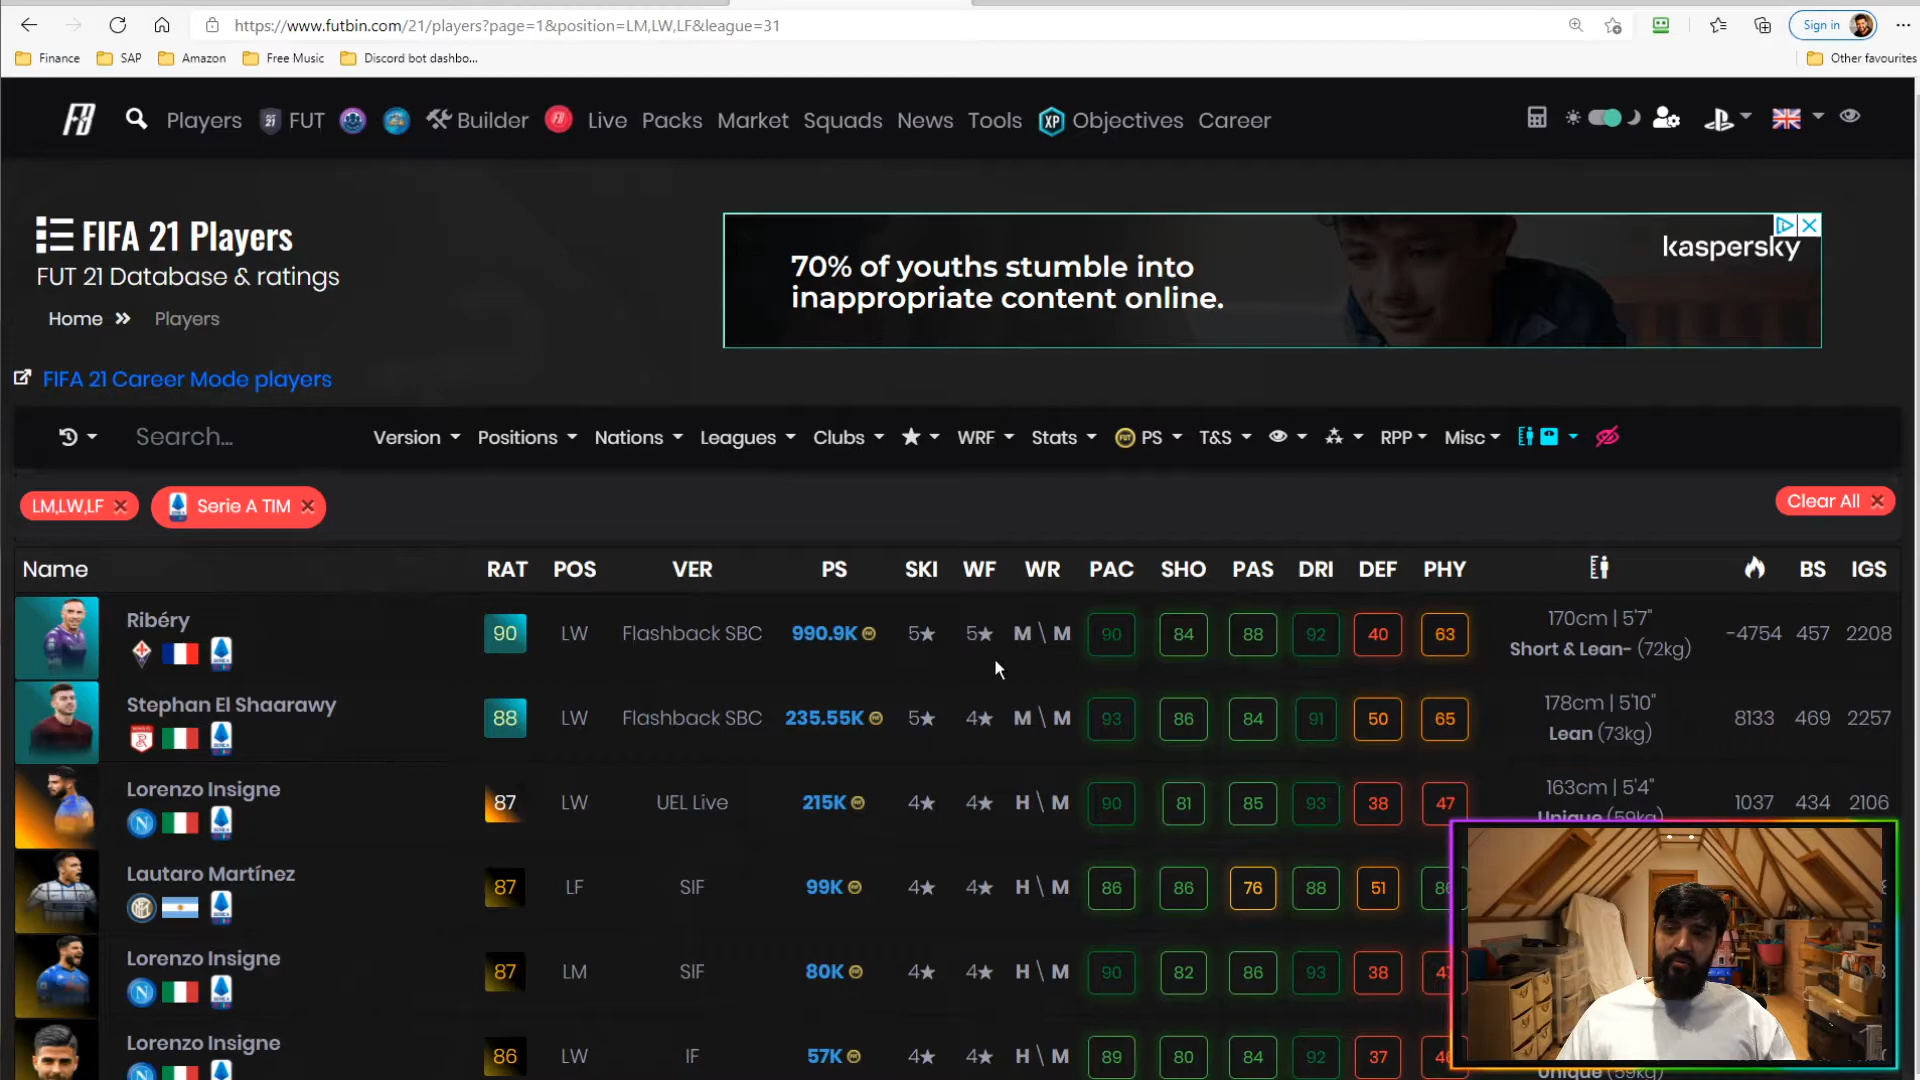 https://www.futbin.com/21/players?page=1&position=LM,LW,LF&league=31
Sign in
Finance SAP Amazon Free Music Discord bot dashbo... Other favourites
Players FUT Builder Live Packs Market Squads News Tools XP Objectives Career
FIFA 21 Players
FUT 21 Database & ratings
Home » Players
70% of youths stumble into
inappropriate content online.
kaspersky
FIFA 21 Career Mode players
Search... Version Positions Nations Leagues Clubs WRF Stats PS T&S RPP Misc
LM,LW,LF Serie A TIM Clear All
Name RAT POS VER PS SKI WF WR PAC SHO PAS DRI DEF PHY BS IGS
Ribéry 90 LW Flashback SBC 990.9K 5★ 5★ M \ M 90 84 88 92 40 63 170cm | 5'7" -4754 457 2208
Short & Lean- (72kg)
Stephan El Shaarawy 88 LW Flashback SBC 235.55K 5★ 4★ M \ M 93 86 84 91 50 65 178cm | 5'10" 8133 469 2257
Lean (73kg)
Lorenzo Insigne 87 LW UEL Live 215K 4★ 4★ H \ M 90 81 85 93 38 47 163cm | 5'4" 1037 434 2106
Unique (59kg)
Lautaro Martínez 87 LF SIF 99K 4★ 4★ H \ M 86 86 76 88 51
Lorenzo Insigne 87 LM SIF 80K 4★ 4★ H \ M 90 82 86 93 38
Lorenzo Insigne 86 LW IF 57K 4★ 4★ H \ M 89 80 84 92 37
Unique (59kg)